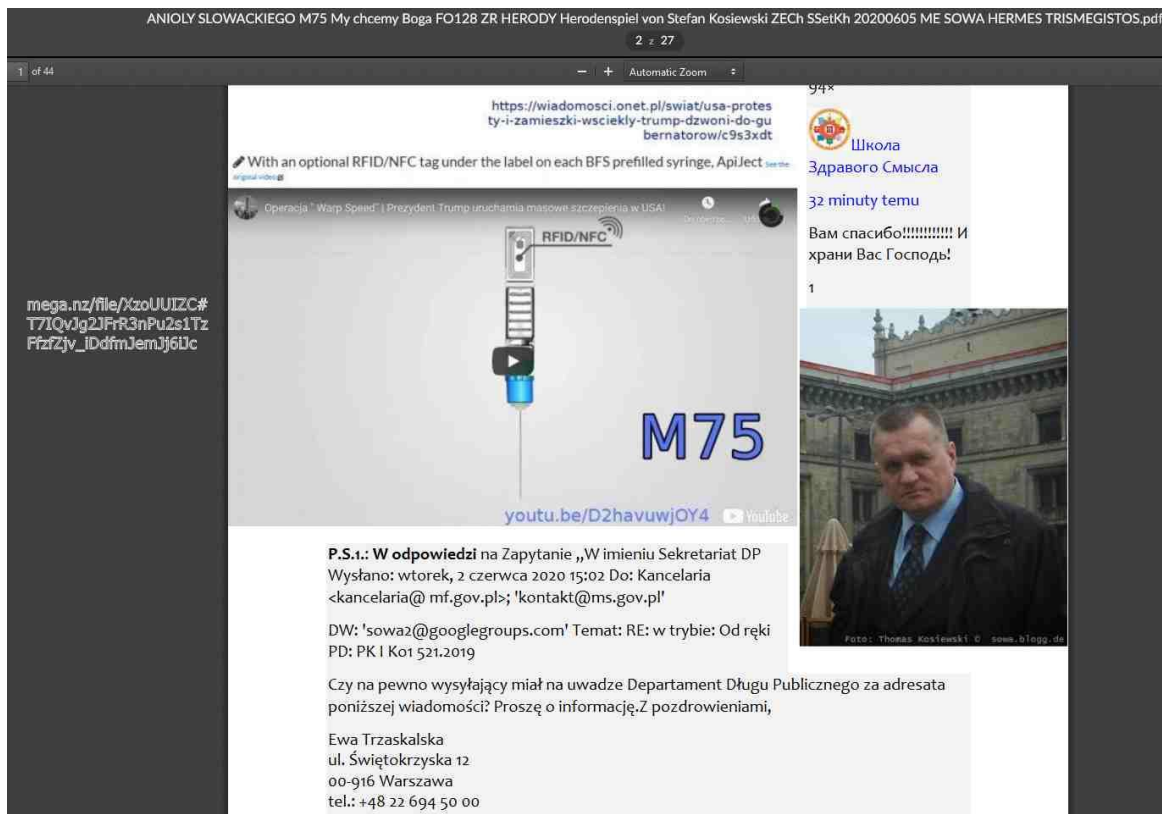 ANIOLY SLOWACKIEGO M75 My chcemy Boga FO128 ZR HERODY Herodenspiel von Stefan Kosiewski ZECh SSetKh 20200605 ME SOWA HERMES TRISMEGISTOS.pdf
2 z 27
1 of 44
Automatic Zoom
https://wiadomosci.onet.pl/swiat/usa-protes
ty-i-zamieszki-wsciekly-trump-dzwoni-do-gu
bernatorow/c9s3xdt
With an optional RFID/NFC tag under the label on each BFS prefilled syringe, ApiJect See the
original video
Operacja " Warp Speed" | Prezydent Trump uruchamia masowe szczepienia w USA!
RFID/NFC
M75
youtu.be/D2havuwjOY4 YouTube
mega.nz/file/XzoUUIZC#
T7IQvJg2JFrR3nPu2s1Tz
FfzfZjv_iDdfmJemJj6iJc
94×
Школа
Здравого Смысла
32 minuty temu
Вам спасибо!!!!!!!!!!!! И
храни Вас Господь!
1
Foto: Thomas Kosiewski © sowa.blogg.de
P.S.1.: W odpowiedzi na Zapytanie „W imieniu Sekretariat DP
Wysłano: wtorek, 2 czerwca 2020 15:02 Do: Kancelaria
<kancelaria@ mf.gov.pl>; 'kontakt@ms.gov.pl'
DW: 'sowa2@googlegroups.com' Temat: RE: w trybie: Od ręki
PD: PK I Ko1 521.2019
Czy na pewno wysyłający miał na uwadze Departament Długu Publicznego za adresata
poniższej wiadomości? Proszę o informację.Z pozdrowieniami,
Ewa Trzaskalska
ul. Świętokrzyska 12
00-916 Warszawa
tel.: +48 22 694 50 00